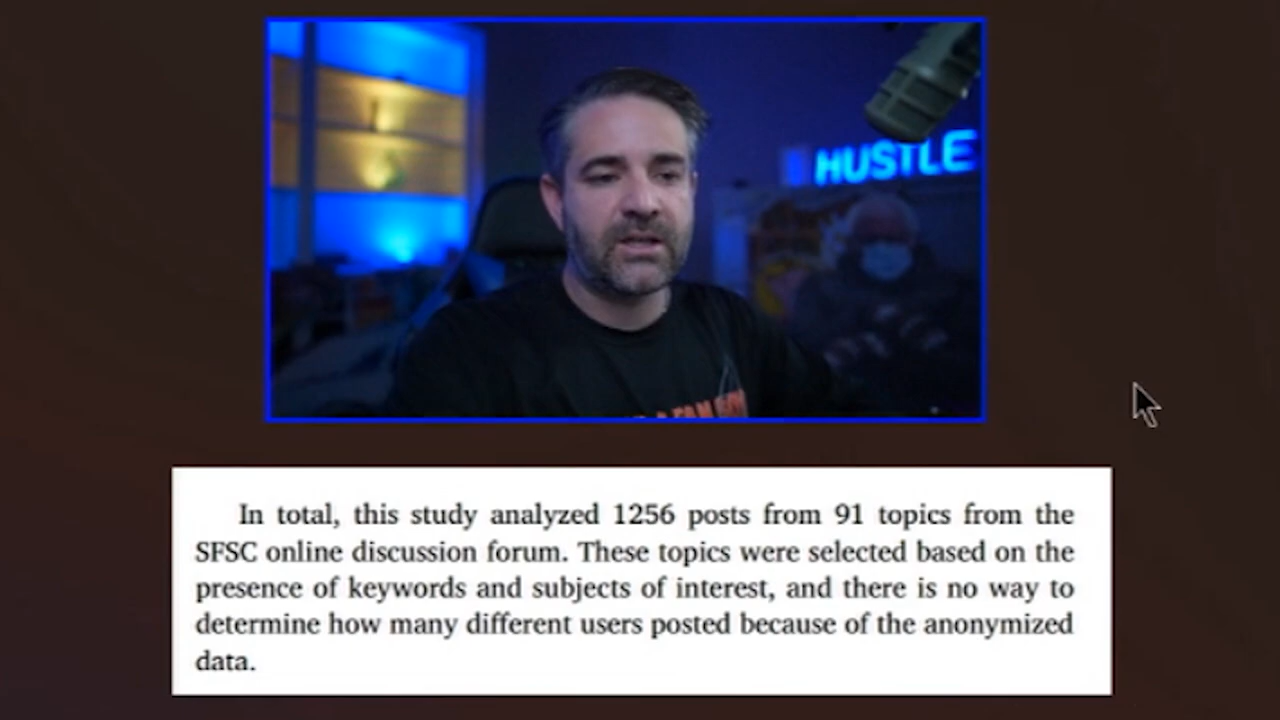 HUSTLE
In total, this study analyzed 1256 posts from 91 topics from the
SFSC online discussion forum. These topics were selected based on the
presence of keywords and subjects of interest, and there is no way to
determine how many different users posted because of the anonymized
data.